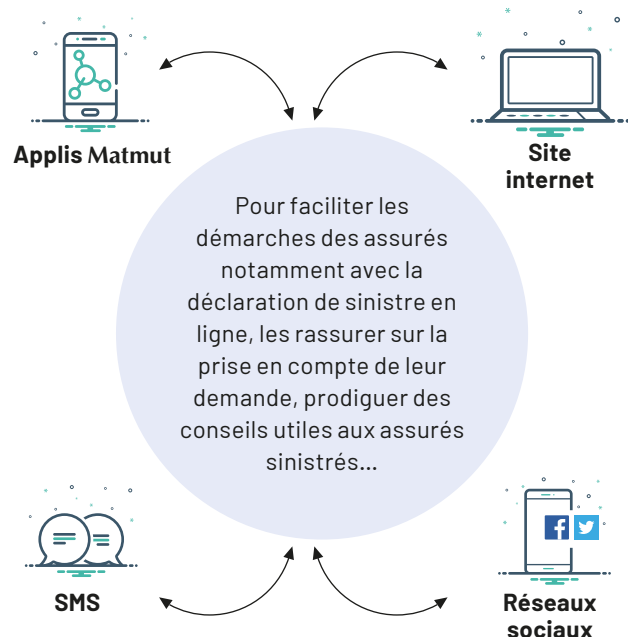 Applis Matmut
Site
internet
Pour faciliter les
démarches des assurés
notamment avec la
déclaration de sinistre en
ligne, les rassurer sur la
prise en compte de leur
demande, prodiguer des
conseils utiles aux assurés
sinistrés...
SMS
Réseaux
sociaux